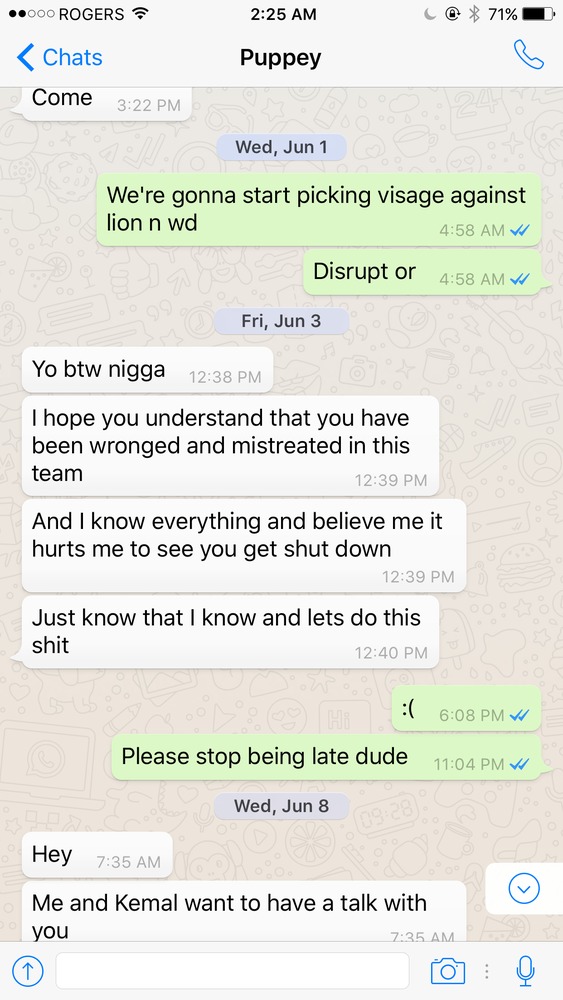 ROGERS 2:25 AM 71%
Chats Puppey
Come 3:22 PM
Wed, Jun 1
We're gonna start picking visage against
lion n wd 4:58 AM
Disrupt or 4:58 AM
Fri, Jun 3
Yo btw nigga 12:38 PM
I hope you understand that you have
been wronged and mistreated in this
team 12:39 PM
And I know everything and believe me it
hurts me to see you get shut down
12:39 PM
Just know that I know and lets do this
shit 12:40 PM
:( 6:08 PM
Please stop being late dude 11:04 PM
Wed, Jun 8
Hey 7:35 AM
Me and Kemal want to have a talk with
you 7:35 AM